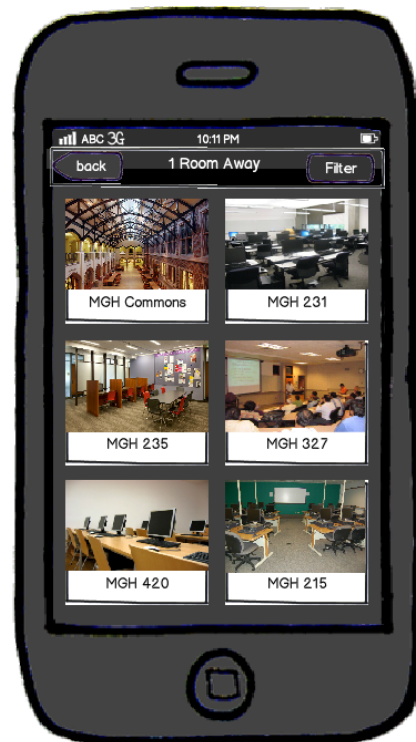 ABC 3G 10:11 PM
back 1 Room Away Filter
MGH Commons MGH 231
MGH 235 MGH 327
MGH 420 MGH 215